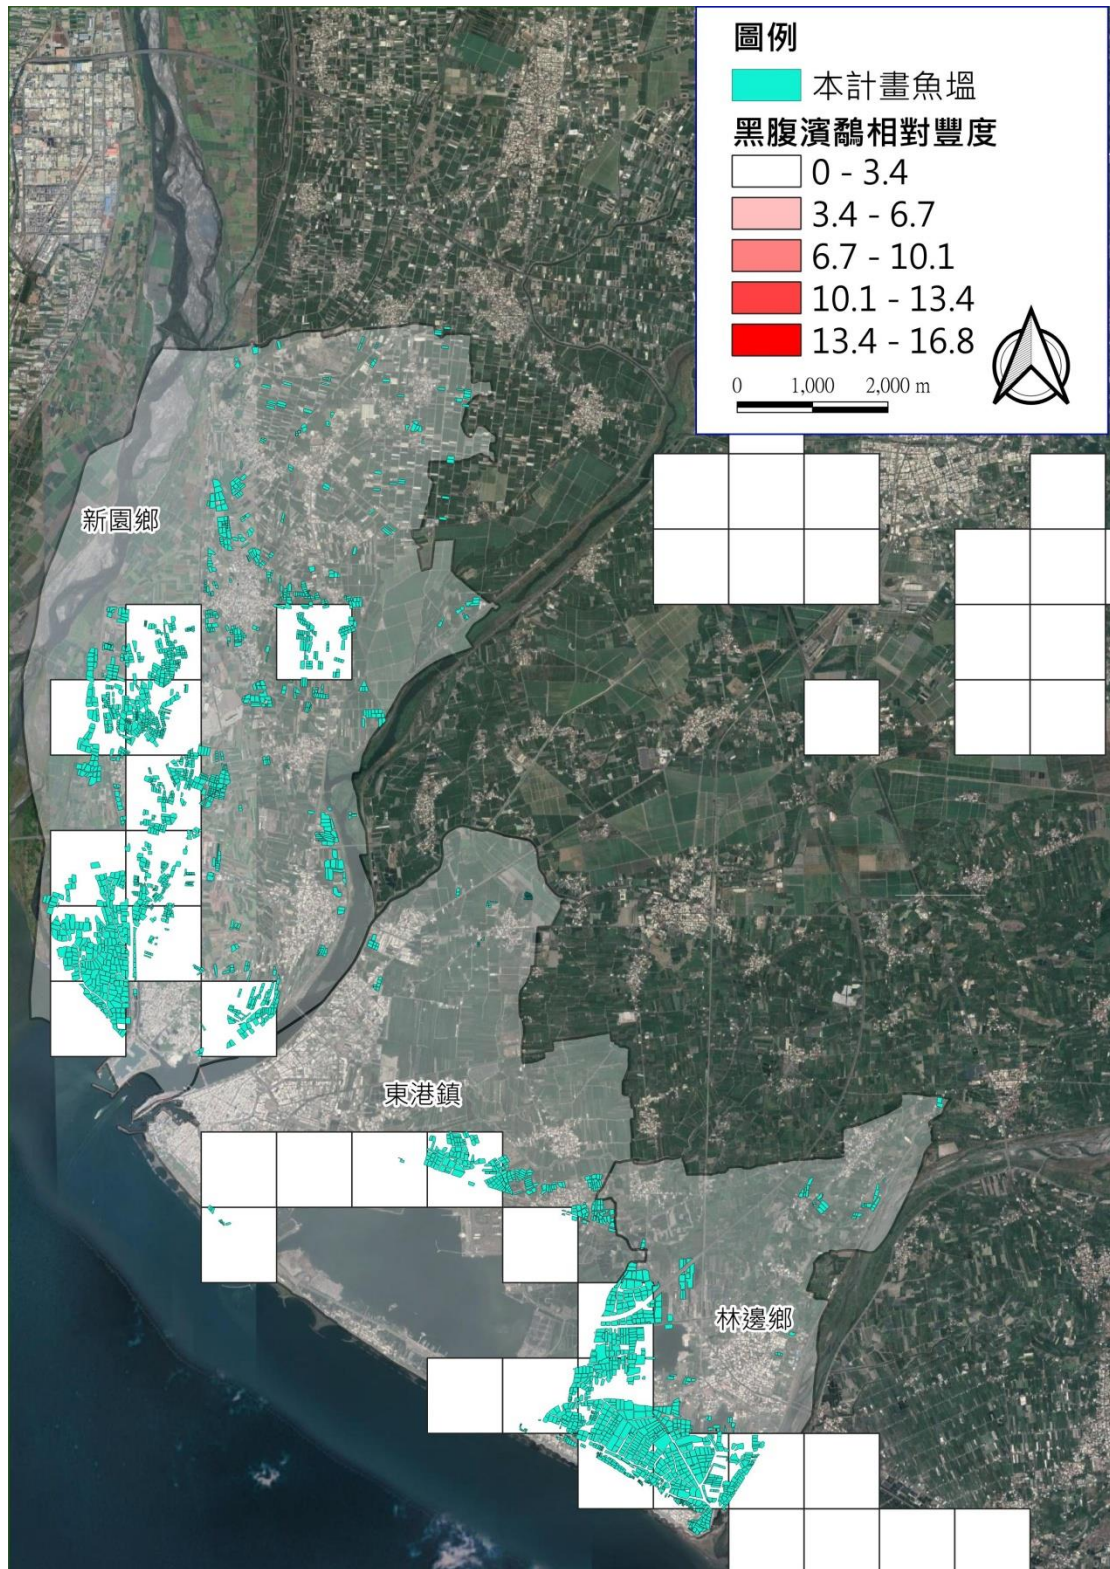 圖例
本計畫魚塭
黑腹濱鷸相對豐度
0 - 3.4
3.4 - 6.7
6.7 - 10.1
10.1 - 13.4
13.4 - 16.8
0 1,000 2,000 m
新園鄉
東港鎮
林邊鄉